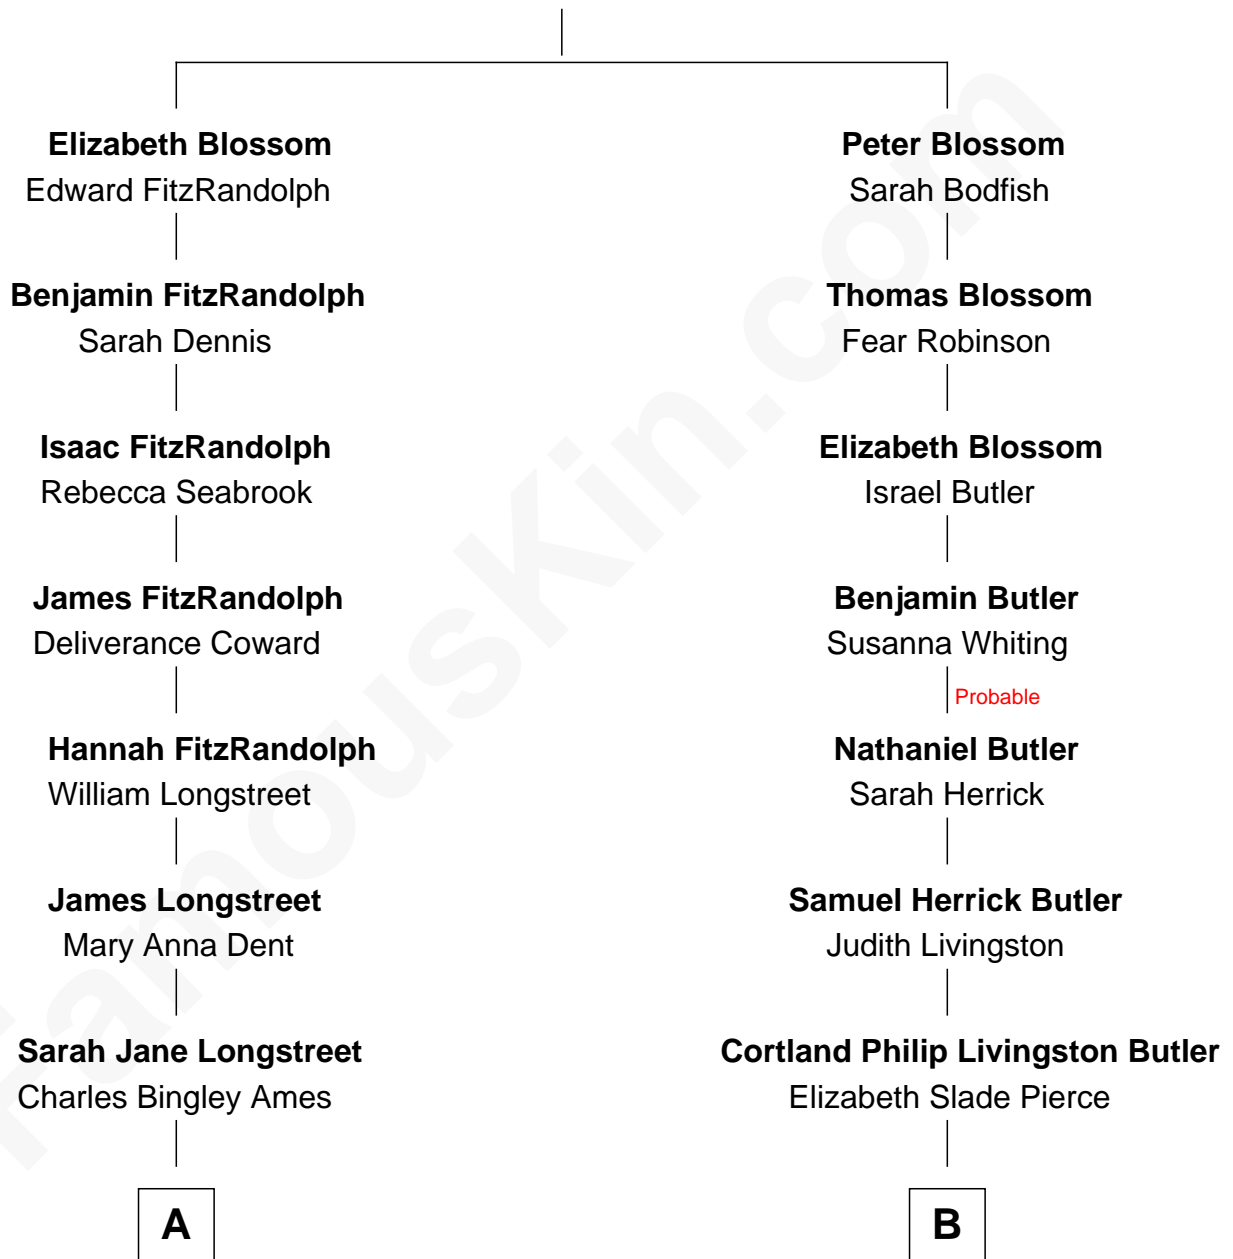 Elizabeth Blossom
Edward FitzRandolph
Benjamin FitzRandolph
Sarah Dennis
Isaac FitzRandolph
Rebecca Seabrook
James FitzRandolph
Deliverance Coward
Hannah FitzRandolph
William Longstreet
James Longstreet
Mary Anna Dent
Sarah Jane Longstreet
Charles Bingley Ames
A
Peter Blossom
Sarah Bodfish
Thomas Blossom
Fear Robinson
Elizabeth Blossom
Israel Butler
Benjamin Butler
Susanna Whiting
Probable
Nathaniel Butler
Sarah Herrick
Samuel Herrick Butler
Judith Livingston
Cortland Philip Livingston Butler
Elizabeth Slade Pierce
B
FamousKin.com